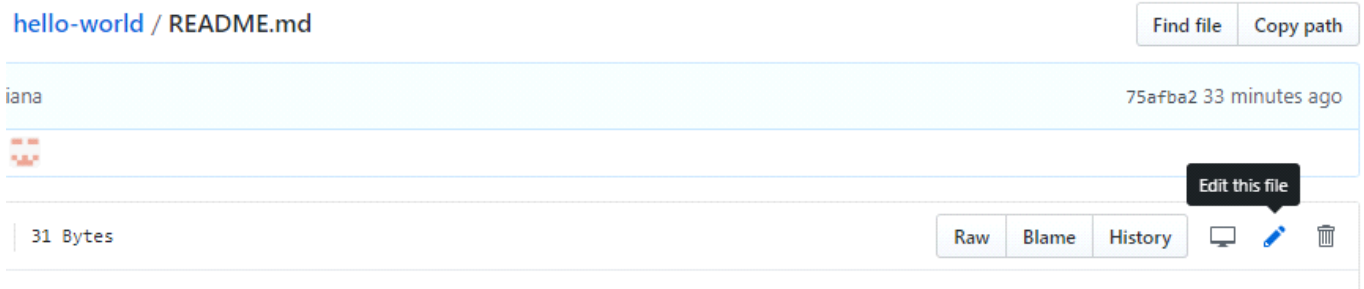 hello-world / README.md Find file Copy path
iana 75afba2 33 minutes ago
Edit this file
31 Bytes Raw Blame History